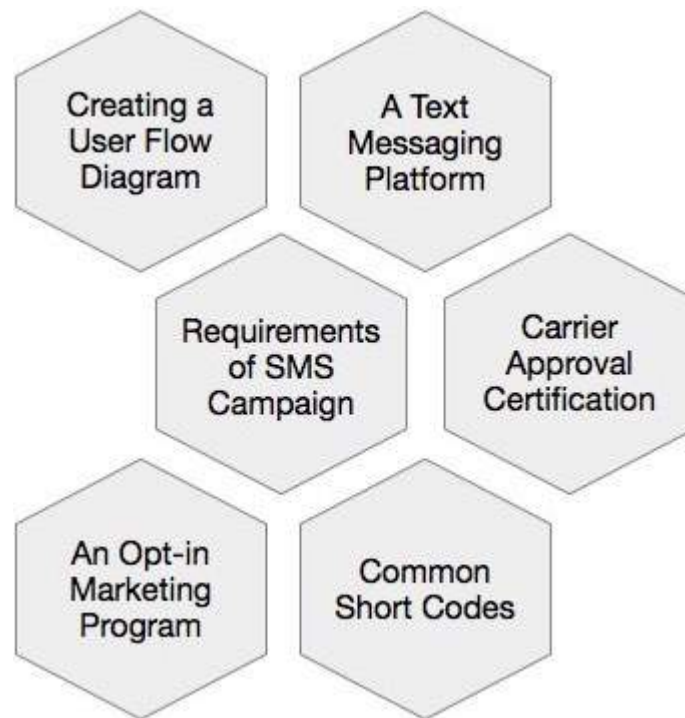 Creating a
User Flow
Diagram
A Text
Messaging
Platform
Requirements
of SMS
Campaign
Carrier
Approval
Certification
An Opt-in
Marketing
Program
Common
Short Codes